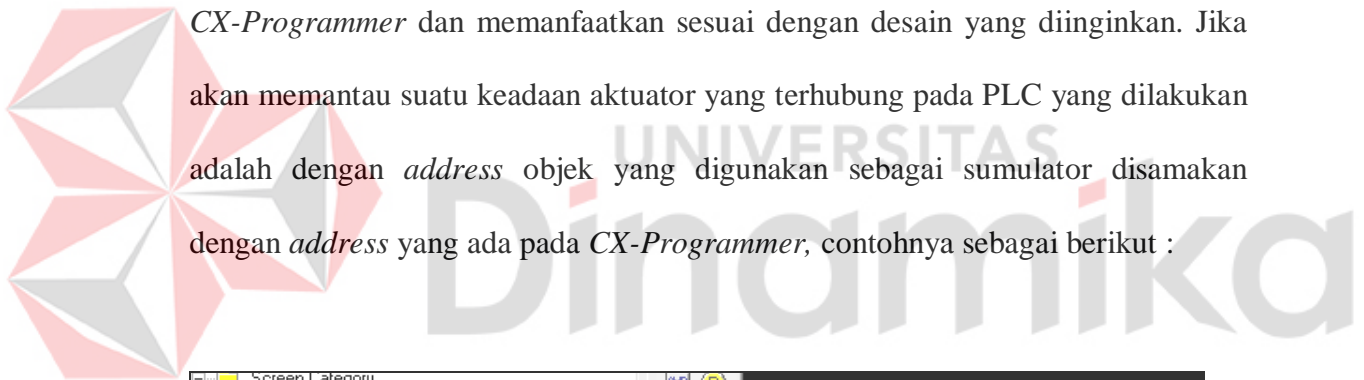 CX-Programmer dan memanfaatkan sesuai dengan desain yang diinginkan. Jika
akan memantau suatu keadaan aktuator yang terhubung pada PLC yang dilakukan
adalah dengan address objek yang digunakan sebagai sumulator disamakan
dengan address yang ada pada CX-Programmer, contohnya sebagai berikut :
UNIVERSITAS
Dinamika
Screen Category